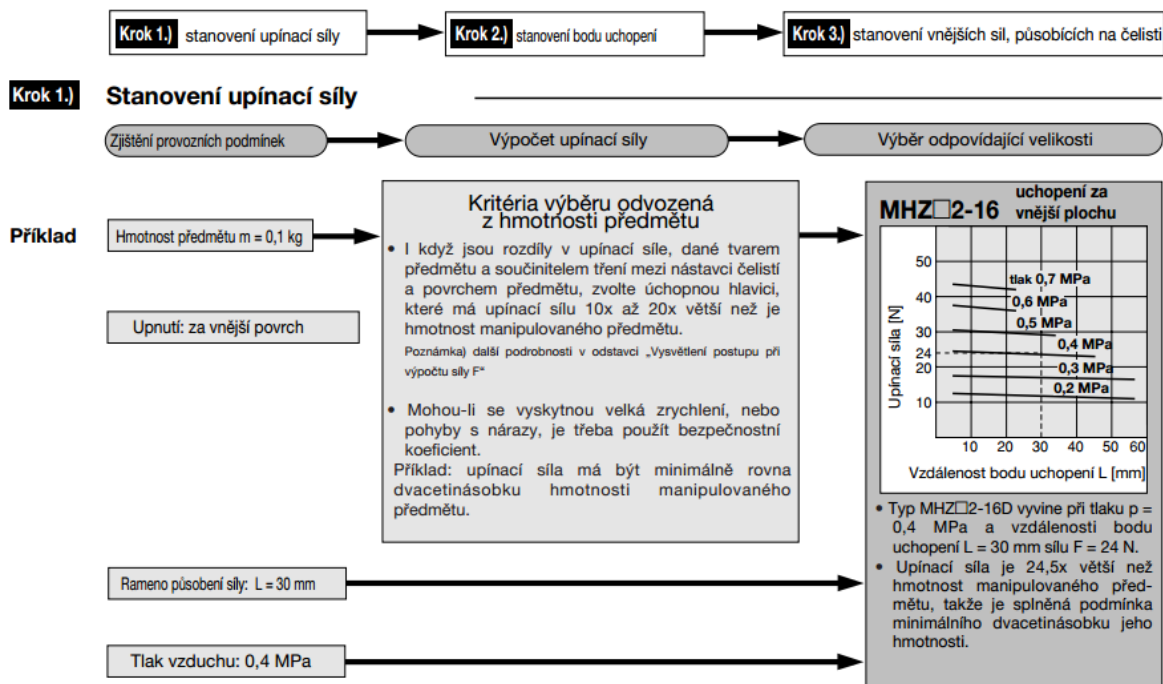 Krok 1.) stanovení upínací síly
Krok 2.) stanovení bodu uchopení
Krok 3.) stanovení vnějších sil, působících na čelisti
Krok 1.) Stanovení upínací síly
Zjištění provozních podmínek
Výpočet upínací síly
Výběr odpovídající velikosti
Příklad
Hmotnost předmětu m = 0,1 kg
Upnutí: za vnější povrch
Rameno působení síly: L = 30 mm
Tlak vzduchu: 0,4 MPa
Kritéria výběru odvozená
z hmotnosti předmětu
• I když jsou rozdíly v upínací síle, dané tvarem
předmětu a součinitelem tření mezi nástavci čelistí
a povrchem předmětu, zvolte úchopnou hlavici,
které má upínací sílu 10x až 20x větší než je
hmotnost manipulovaného předmětu.
Poznámka) další podrobnosti v odstavci „Vysvětlení postupu při
výpočtu síly F“
• Mohou-li se vyskytnou velká zrychlení, nebo
pohyby s nárazy, je třeba použít bezpečnostní
koeficient.
Příklad: upínací síla má být minimálně rovna
dvacetinásobku hmotnosti manipulovaného
předmětu.
MHZ□2-16
uchopení za
vnější plochu
Upínací síla [N]
50
40
30
24
20
10
tlak 0,7 MPa
0,6 MPa
0,5 MPa
0,4 MPa
0,3 MPa
0,2 MPa
10 20 30 40 50 60
Vzdálenost bodu uchopení L [mm]
• Typ MHZ□2-16D vyvine při tlaku p =
0,4 MPa a vzdálenosti bodu
uchopení L = 30 mm sílu F = 24 N.
• Upínací síla je 24,5x větší než
hmotnost manipulovaného před-
mětu, takže je splněná podmínka
minimálního dvacetinásobku jeho
hmotnosti.